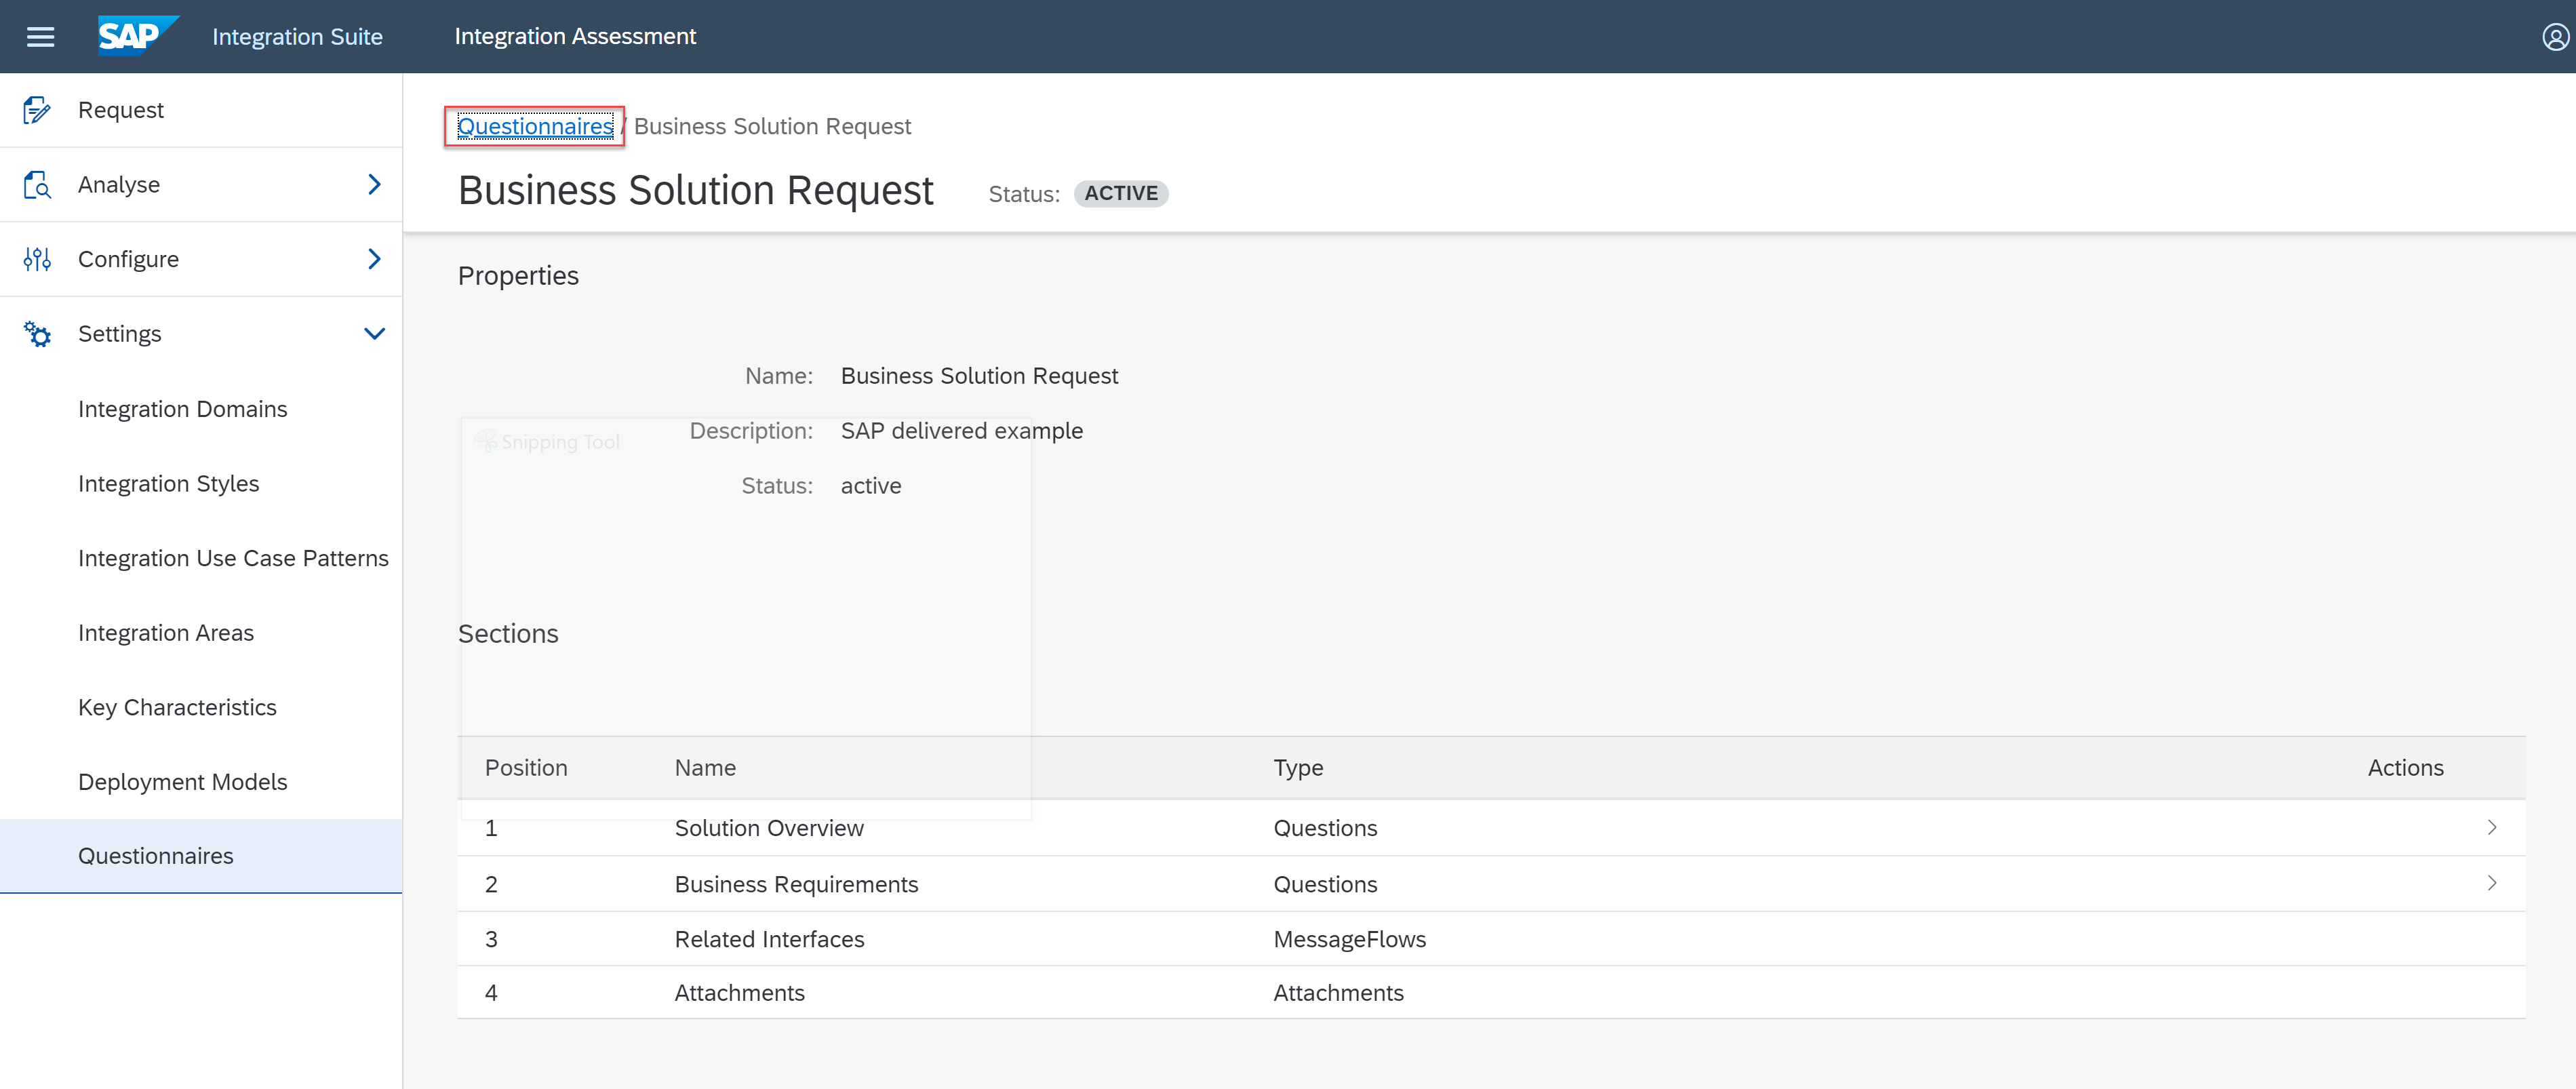 SAP Integration Suite Integration Assessment
Request
Analyse
Configure
Settings
Integration Domains
Integration Styles
Integration Use Case Patterns
Integration Areas
Key Characteristics
Deployment Models
Questionnaires
Questionnaires / Business Solution Request
Business Solution Request Status: ACTIVE
Properties
Name: Business Solution Request
Description: SAP delivered example
Snipping Tool
Status: active
Sections
Position Name Type Actions
1 Solution Overview Questions
2 Business Requirements Questions
3 Related Interfaces MessageFlows
4 Attachments Attachments